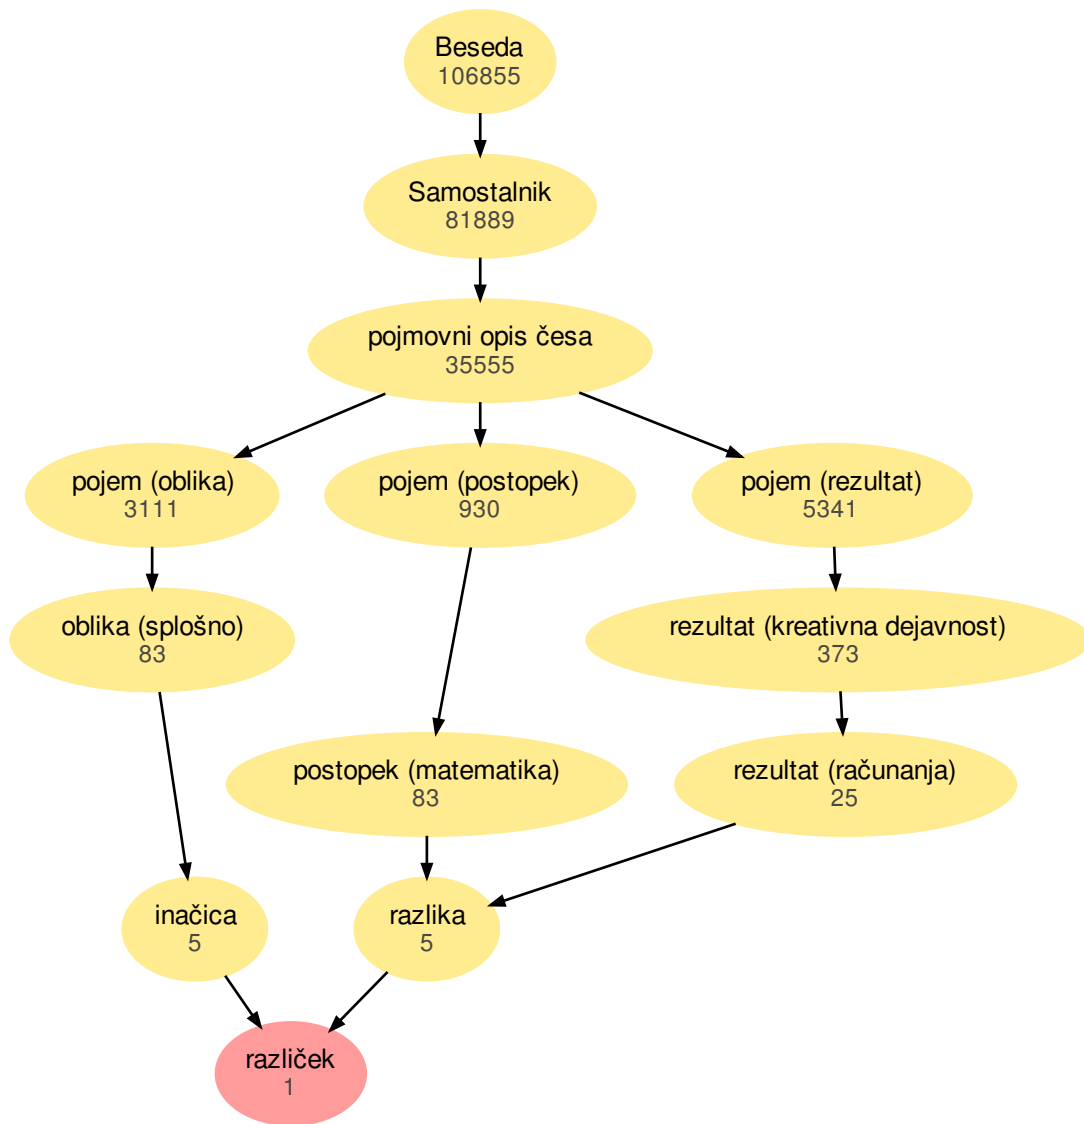 Beseda
106855
Samostalnik
81889
pojmovni opis česa
35555
pojem (oblika)
3111
pojem (postopek)
930
pojem (rezultat)
5341
oblika (splošno)
83
rezultat (kreativna dejavnost)
373
postopek (matematika)
83
rezultat (računanja)
25
inačica
5
razlika
5
različek
1